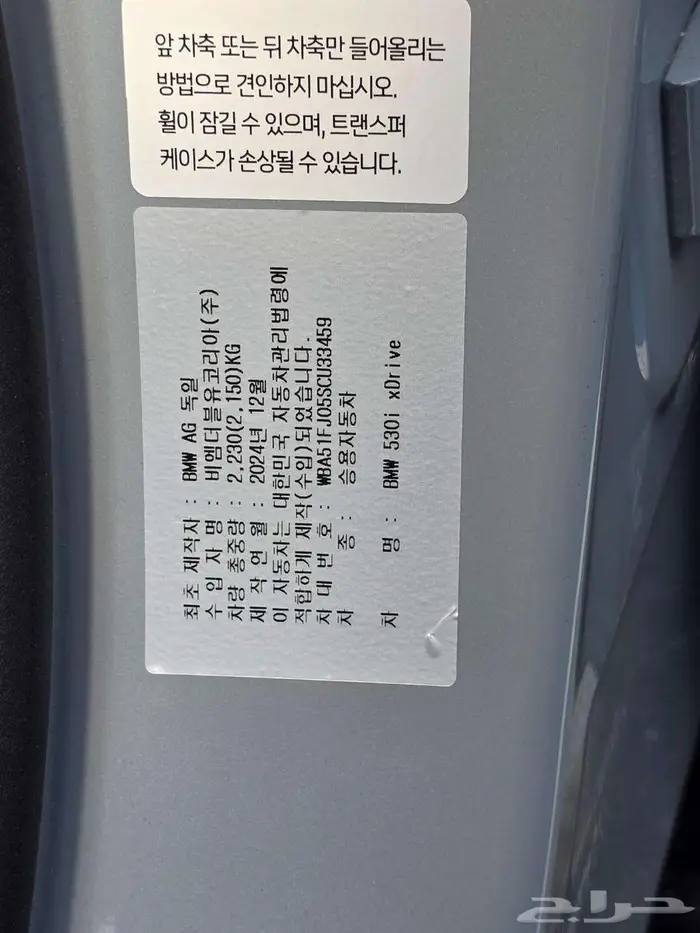 앞 차축 또는 뒤 차축만 들어올리는
방법으로 견인하지 마십시오.
휠이 잠길 수 있으며, 트랜스퍼
케이스가 손상될 수 있습니다.
최초 제작자 : BMW AG 독일
수 입 자 명 : 비엠더블유코리아(주)
차량 총중량 : 2,230(2,150)KG
제 작 연 월 : 2024년 12월
이 자동차는 대한민국 자동차관리법령에
적합하게 제작(수입)되었습니다.
차 대 번 호 : WBA51FJ05SCU33459
차 종 : 승용자동차
차 명 : BMW 530i xDrive
حراج